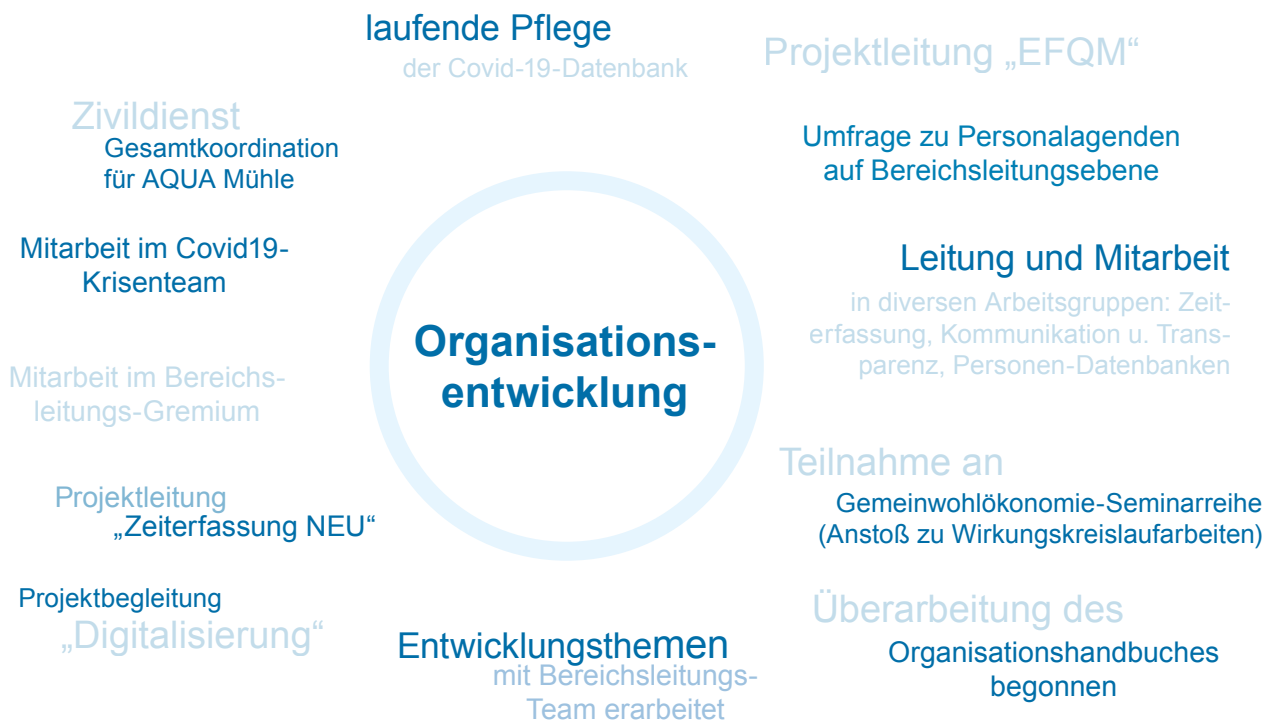 laufende Pflege
der Covid-19-Datenbank
Projektleitung „EFQM“
Zivildienst
Gesamtkoordination
für AQUA Mühle
Umfrage zu Personalagenden
auf Bereichsleitungsebene
Mitarbeit im Covid19-
Krisenteam
Leitung und Mitarbeit
in diversen Arbeitsgruppen: Zeit-
erfassung, Kommunikation u. Trans-
parenz, Personen-Datenbanken
Organisations-
entwicklung
Mitarbeit im Bereichs-
leitungs-Gremium
Teilnahme an
Gemeinwohlökonomie-Seminarreihe
(Anstoß zu Wirkungskreislaufarbeiten)
Projektleitung
„Zeiterfassung NEU“
Projektbegleitung
„Digitalisierung“
Überarbeitung des
Organisationshandbuches
begonnen
Entwicklungsthemen
mit Bereichsleitungs-
Team erarbeitet